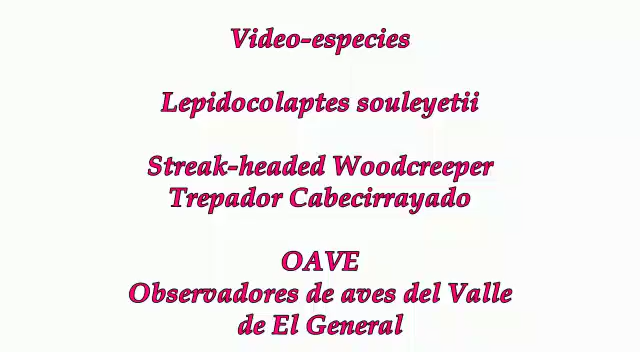 Video-especies
Lepidocolaptes souleyetii
Streak-headed Woodcreeper
Trepador Cabecirrayado
OAVE
Observadores de aves del Valle
de El General